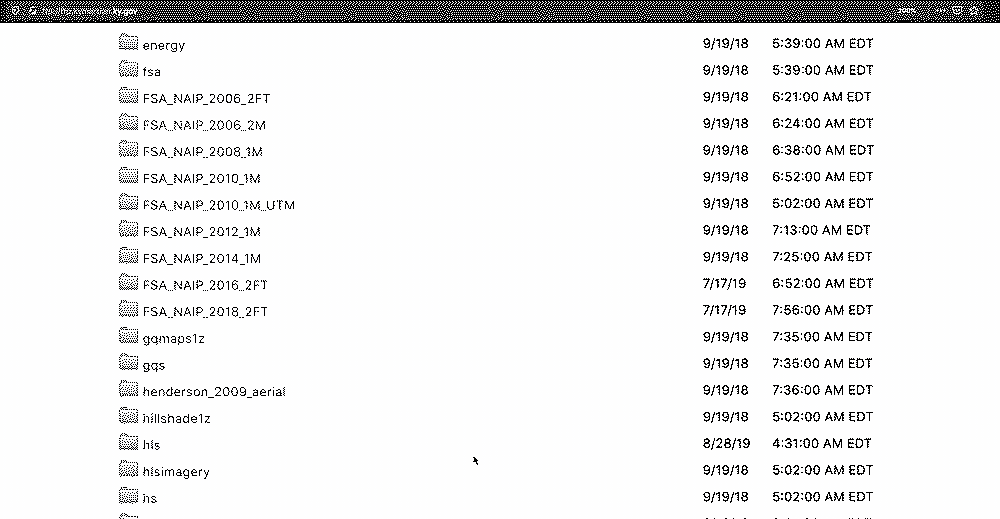 energy 9/19/18 5:39:00 AM EDT
fsa 9/19/18 5:39:00 AM EDT
FSA_NAIP_2006_2FT 9/19/18 6:21:00 AM EDT
FSA_NAIP_2006_2M 9/19/18 6:24:00 AM EDT
FSA_NAIP_2008_1M 9/19/18 6:38:00 AM EDT
FSA_NAIP_2010_1M 9/19/18 6:52:00 AM EDT
FSA_NAIP_2010_1M_UTM 9/19/18 5:02:00 AM EDT
FSA_NAIP_2012_1M 9/19/18 7:13:00 AM EDT
FSA_NAIP_2014_1M 9/19/18 7:25:00 AM EDT
FSA_NAIP_2016_2FT 7/17/19 6:52:00 AM EDT
FSA_NAIP_2018_2FT 7/17/19 7:56:00 AM EDT
gqmaps1z 9/19/18 7:35:00 AM EDT
gqs 9/19/18 7:35:00 AM EDT
henderson_2009_aerial 9/19/18 7:36:00 AM EDT
hillshade1z 9/19/18 5:02:00 AM EDT
hls 8/28/19 4:31:00 AM EDT
hlsimagery 9/19/18 5:02:00 AM EDT
hs 9/19/18 5:02:00 AM EDT